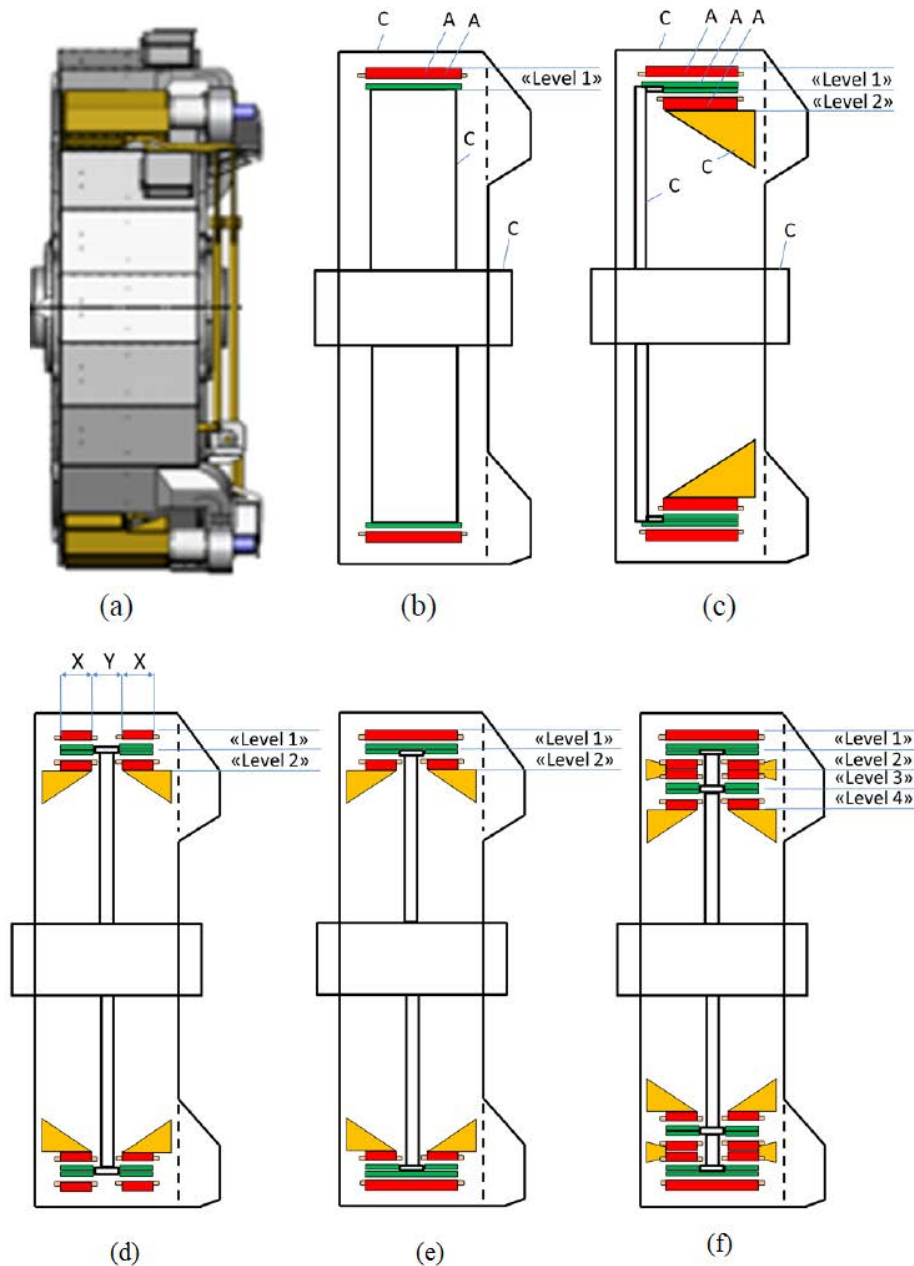 C A A
«Level 1»
C
C
(a)
(b)
C A A A
«Level 1»
«Level 2»
C
C
C
(c)
X Y X
«Level 1»
«Level 2»
(d)
«Level 1»
«Level 2»
(e)
«Level 1»
«Level 2»
«Level 3»
«Level 4»
(f)